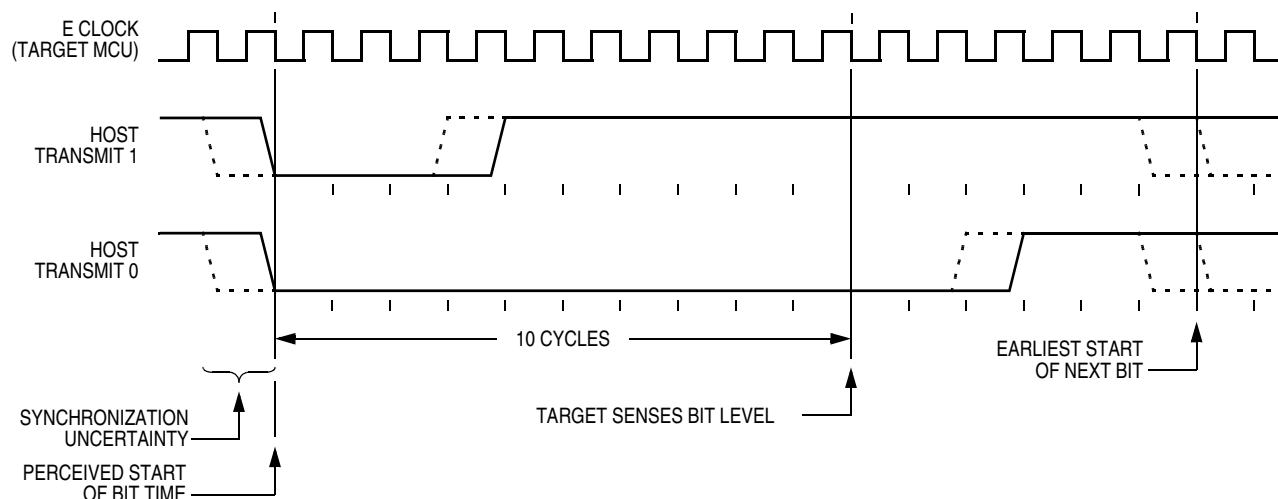 E CLOCK
(TARGET MCU)
HOST
TRANSMIT 1
HOST
TRANSMIT 0
10 CYCLES
EARLIEST START
OF NEXT BIT
SYNCHRONIZATION
UNCERTAINTY
TARGET SENSES BIT LEVEL
PERCEIVED START
OF BIT TIME